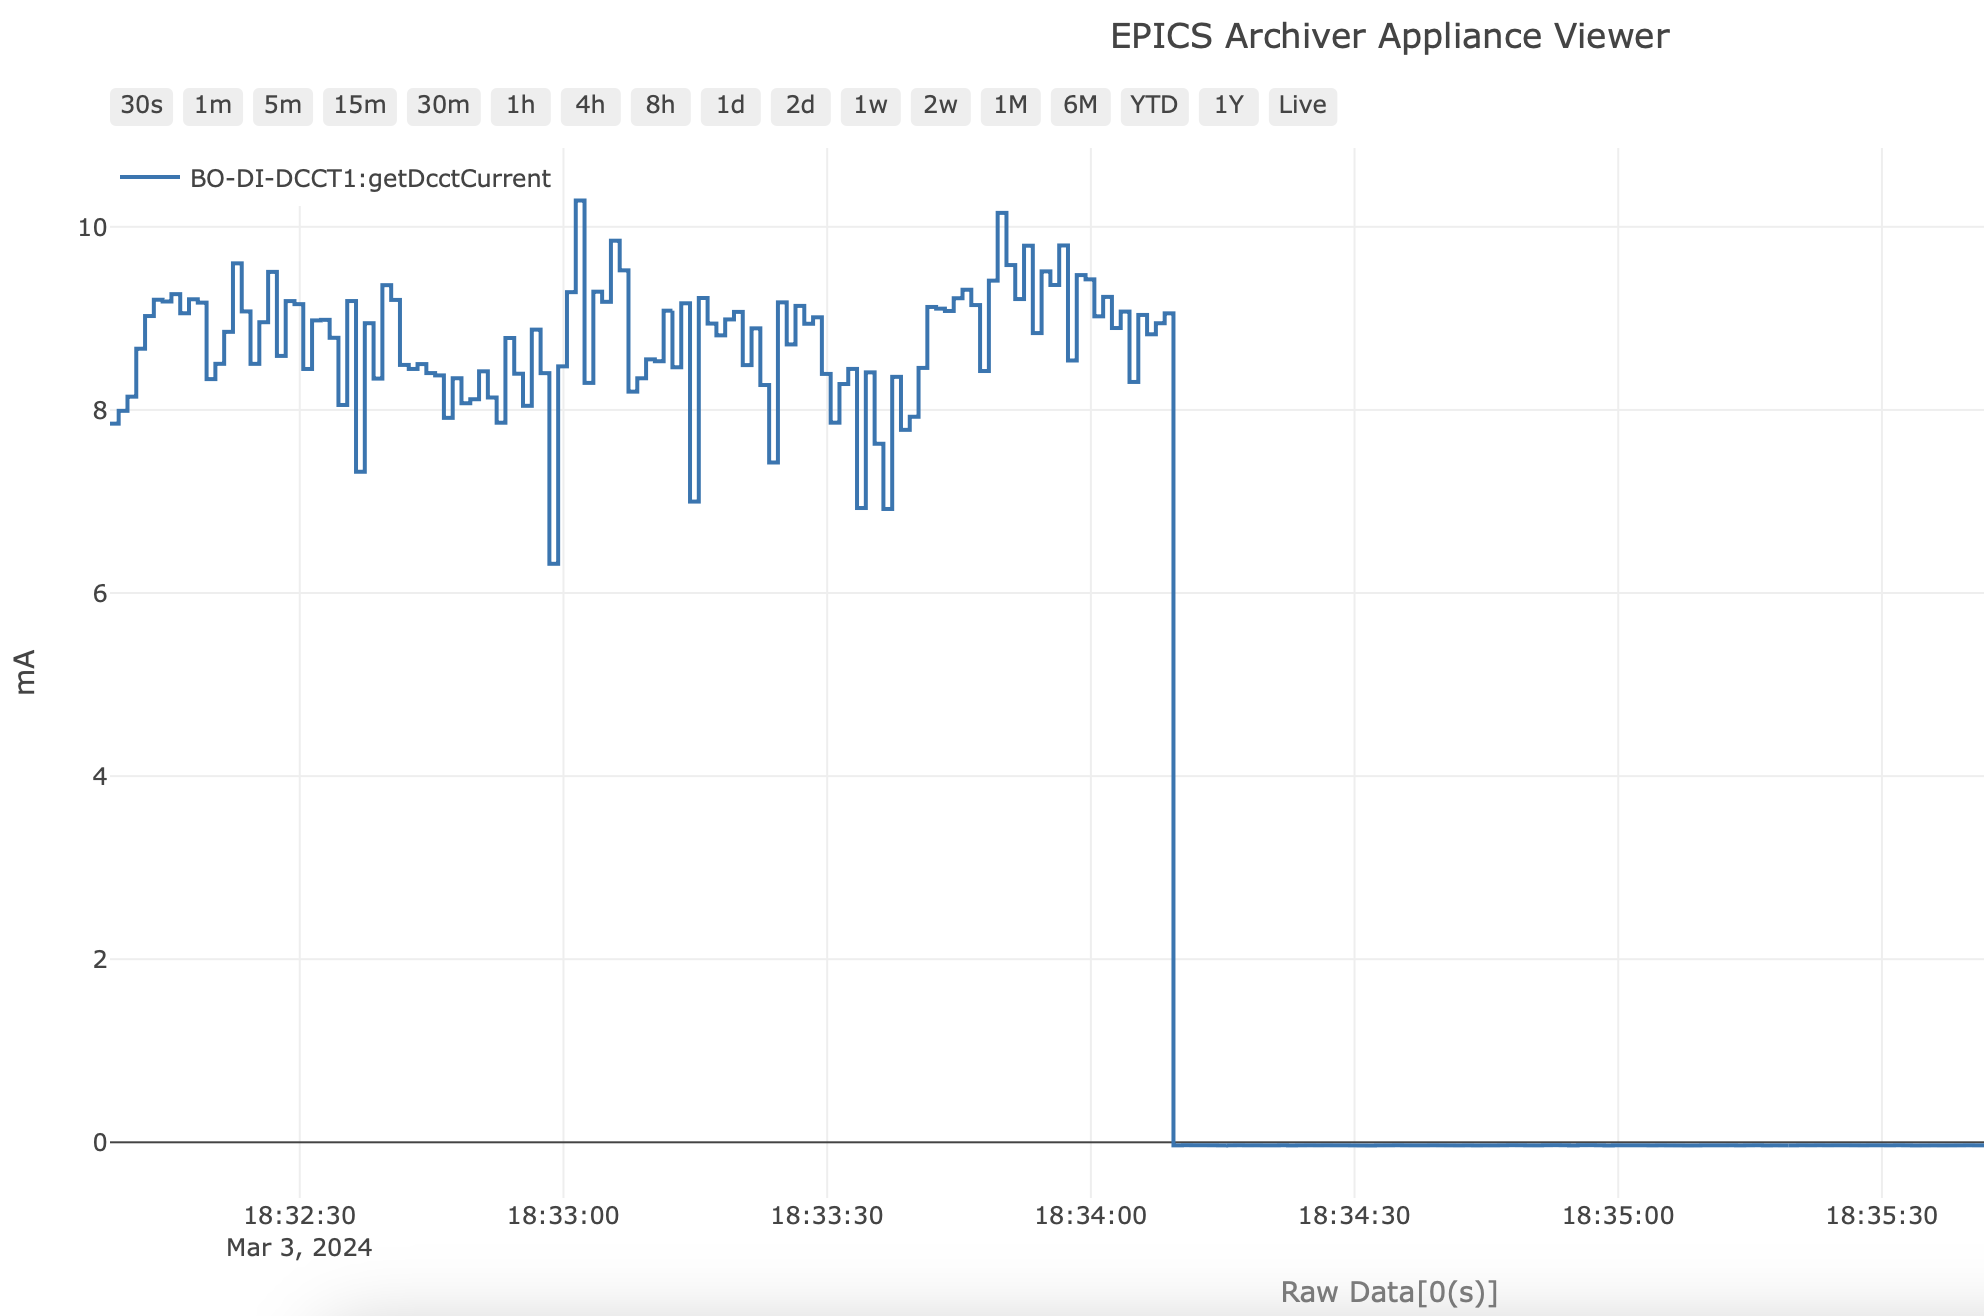 EPICS Archiver Appliance Viewer
30s 1m 5m 15m 30m 1h 4h 8h 1d 2d 1w 2w 1M 6M YTD 1Y Live
BO-DI-DCCT1:getDcctCurrent
10
8
6
mA
4
2
0
18:32:30 18:33:00 18:33:30 18:34:00 18:34:30 18:35:00 18:35:30
Mar 3, 2024
Raw Data[0(s)]